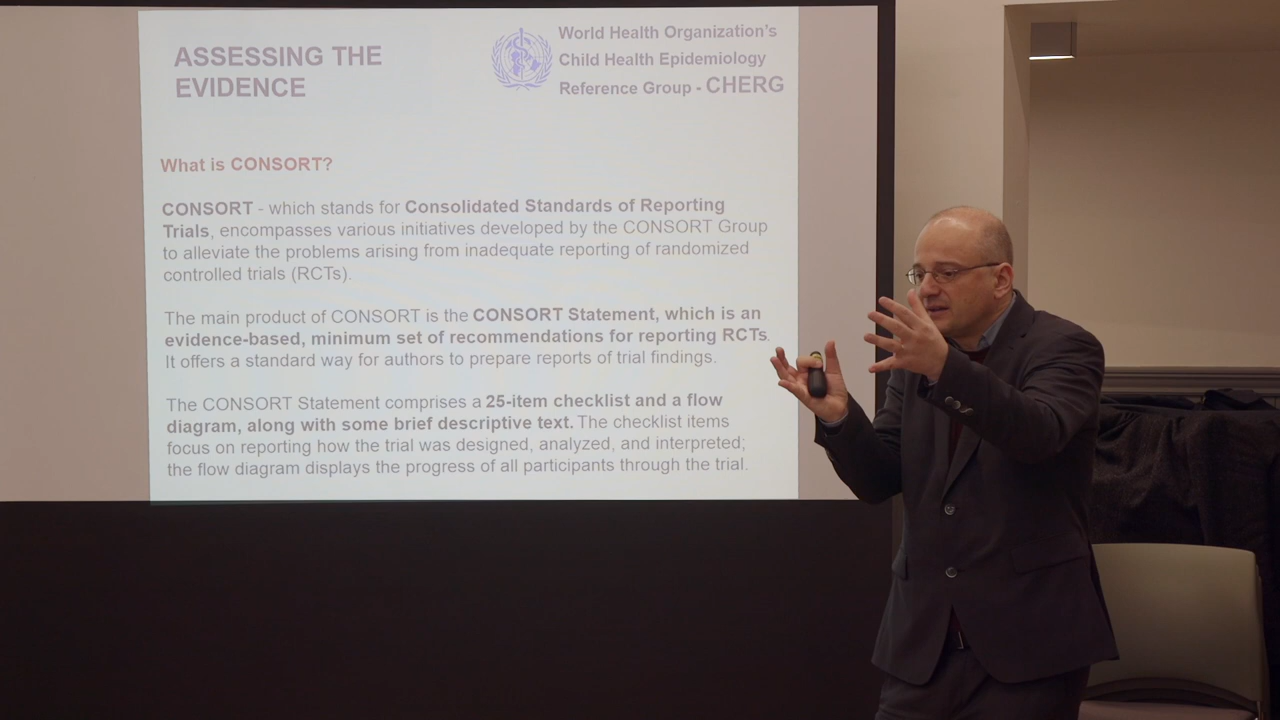 ASSESSING THE
EVIDENCE
World Health Organization's
Child Health Epidemiology
Reference Group - CHERG
What is CONSORT?
CONSORT - which stands for Consolidated Standards of Reporting
Trials, encompasses various initiatives developed by the CONSORT Group
to alleviate the problems arising from inadequate reporting of randomized
controlled trials (RCTs).
The main product of CONSORT is the CONSORT Statement, which is an
evidence-based, minimum set of recommendations for reporting RCTs.
It offers a standard way for authors to prepare reports of trial findings.
The CONSORT Statement comprises a 25-item checklist and a flow
diagram, along with some brief descriptive text. The checklist items
focus on reporting how the trial was designed, analyzed, and interpreted;
the flow diagram displays the progress of all participants through the trial.